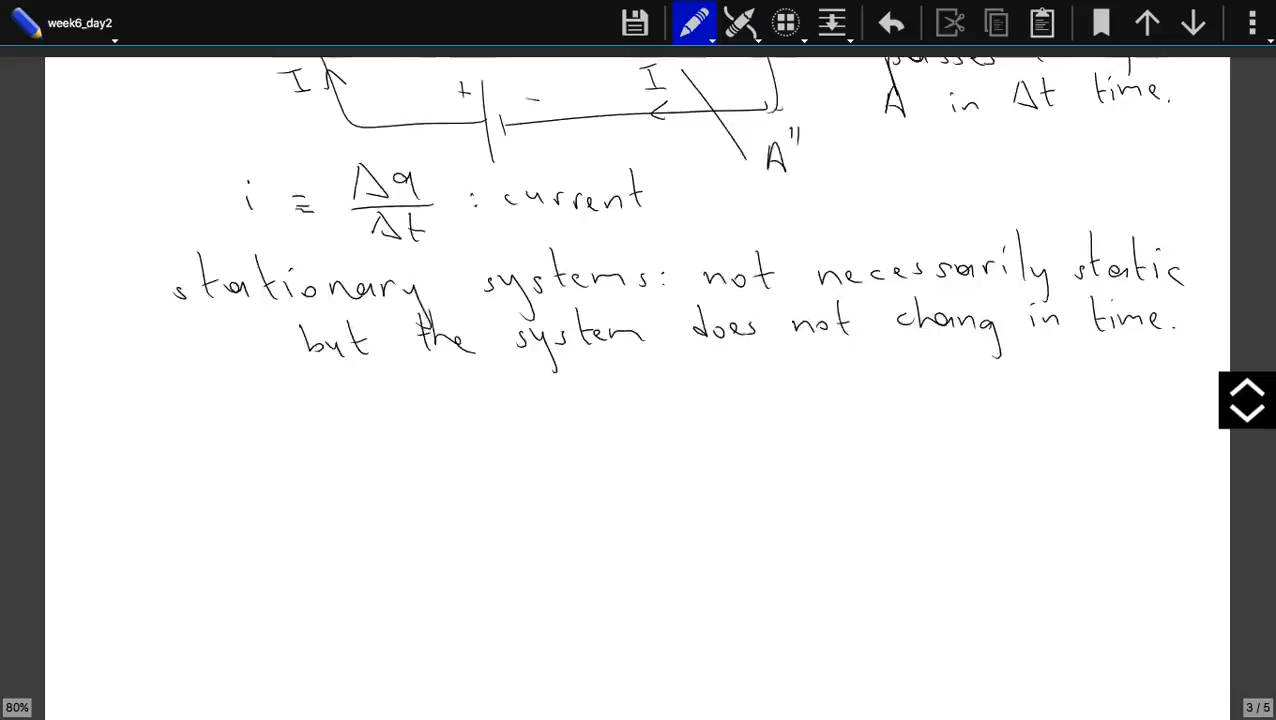 week6_day2
I + - I
A in Δt time.
A"
i ≡ Δq/Δt : current
stationary systems: not necessarily static
but the system does not chang in time.
80%
3 / 5